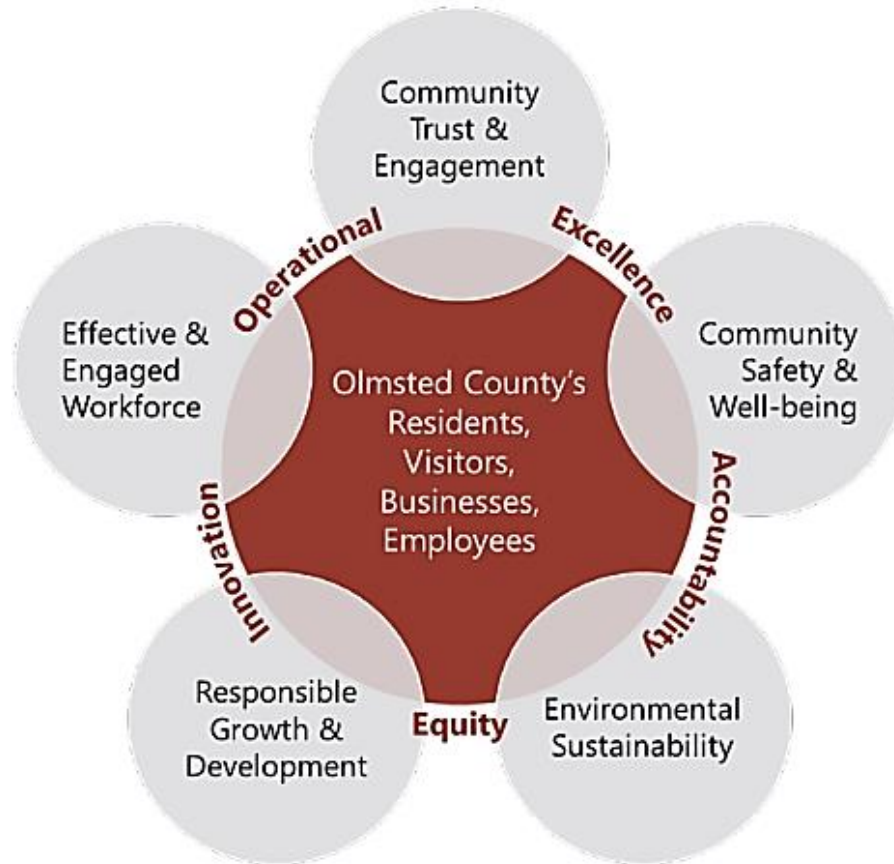 Community
Trust &
Engagement
Operational
Excellence
Effective &
Engaged
Workforce
Olmsted County's
Residents,
Visitors,
Businesses,
Employees
Community
Safety &
Well-being
Innovation
Accountability
Responsible
Growth &
Development
Equity
Environmental
Sustainability